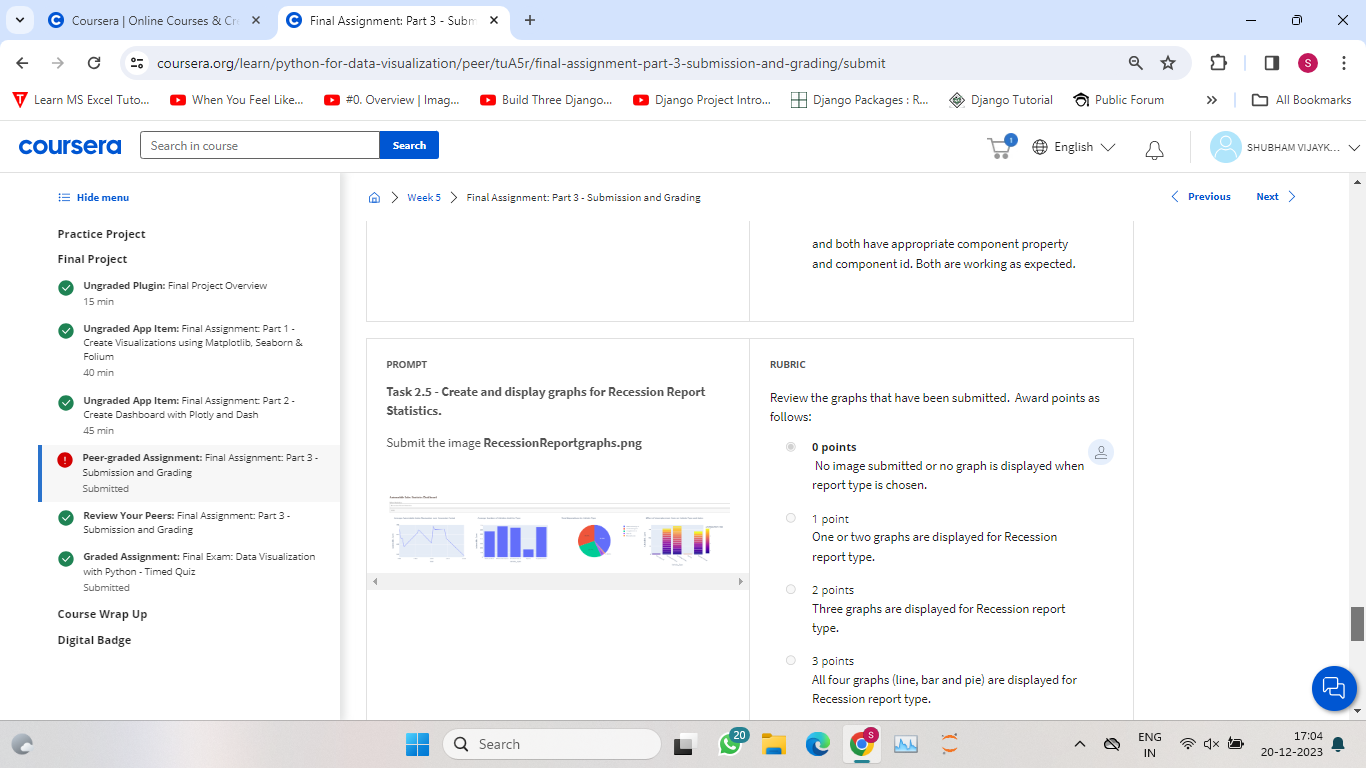 Coursera | Online Courses & Cr
Final Assignment: Part 3 - Subm
coursera.org/learn/python-for-data-visualization/peer/tuA5r/final-assignment-part-3-submission-and-grading/submit
S
Learn MS Excel Tuto...
When You Feel Like...
#0. Overview | Imag...
Build Three Django...
Django Project Intro...
Django Packages : R...
Django Tutorial
Public Forum
All Bookmarks
coursera
Search in course
Search
1
English
SHUBHAM VIJAYK...
Hide menu
Week 5
Final Assignment: Part 3 - Submission and Grading
Previous
Next
Practice Project
Final Project
Ungraded Plugin: Final Project Overview
15 min
Ungraded App Item: Final Assignment: Part 1 -
Create Visualizations using Matplotlib, Seaborn &
Folium
40 min
Ungraded App Item: Final Assignment: Part 2 -
Create Dashboard with Plotly and Dash
45 min
Peer-graded Assignment: Final Assignment: Part 3 -
Submission and Grading
Submitted
Review Your Peers: Final Assignment: Part 3 -
Submission and Grading
Graded Assignment: Final Exam: Data Visualization
with Python - Timed Quiz
Submitted
Course Wrap Up
Digital Badge
and both have appropriate component property
and component id. Both are working as expected.
PROMPT
Task 2.5 - Create and display graphs for Recession Report
Statistics.
Submit the image RecessionReportgraphs.png
RUBRIC
Review the graphs that have been submitted. Award points as
follows:
0 points
No image submitted or no graph is displayed when
report type is chosen.
1 point
One or two graphs are displayed for Recession
report type.
2 points
Three graphs are displayed for Recession report
type.
3 points
All four graphs (line, bar and pie) are displayed for
Recession report type.
Search
20
S
ENG
IN
17:04
20-12-2023